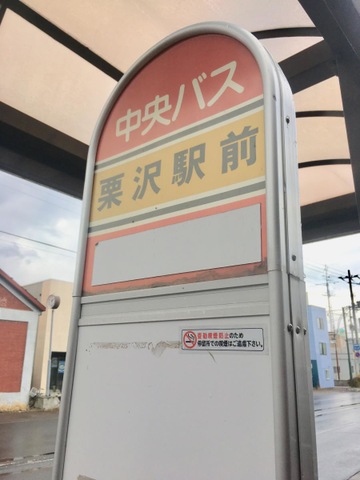 中央バス
栗沢駅前
受動喫煙防止のため
停留所での喫煙はご遠慮下さい。